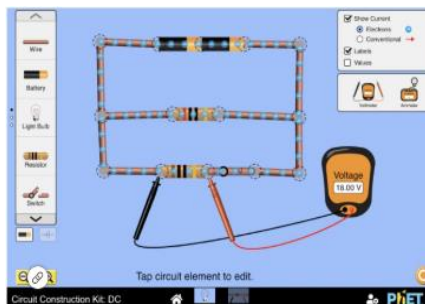 Wire
Battery
Light Bulb
Resistor
Switch
Show Current
Electrons
Conventional
Labels
Values
Voltmeter
Ammeter
Voltage
18.00 V
Tap circuit element to edit.
Circuit Construction Kit: DC
PhET